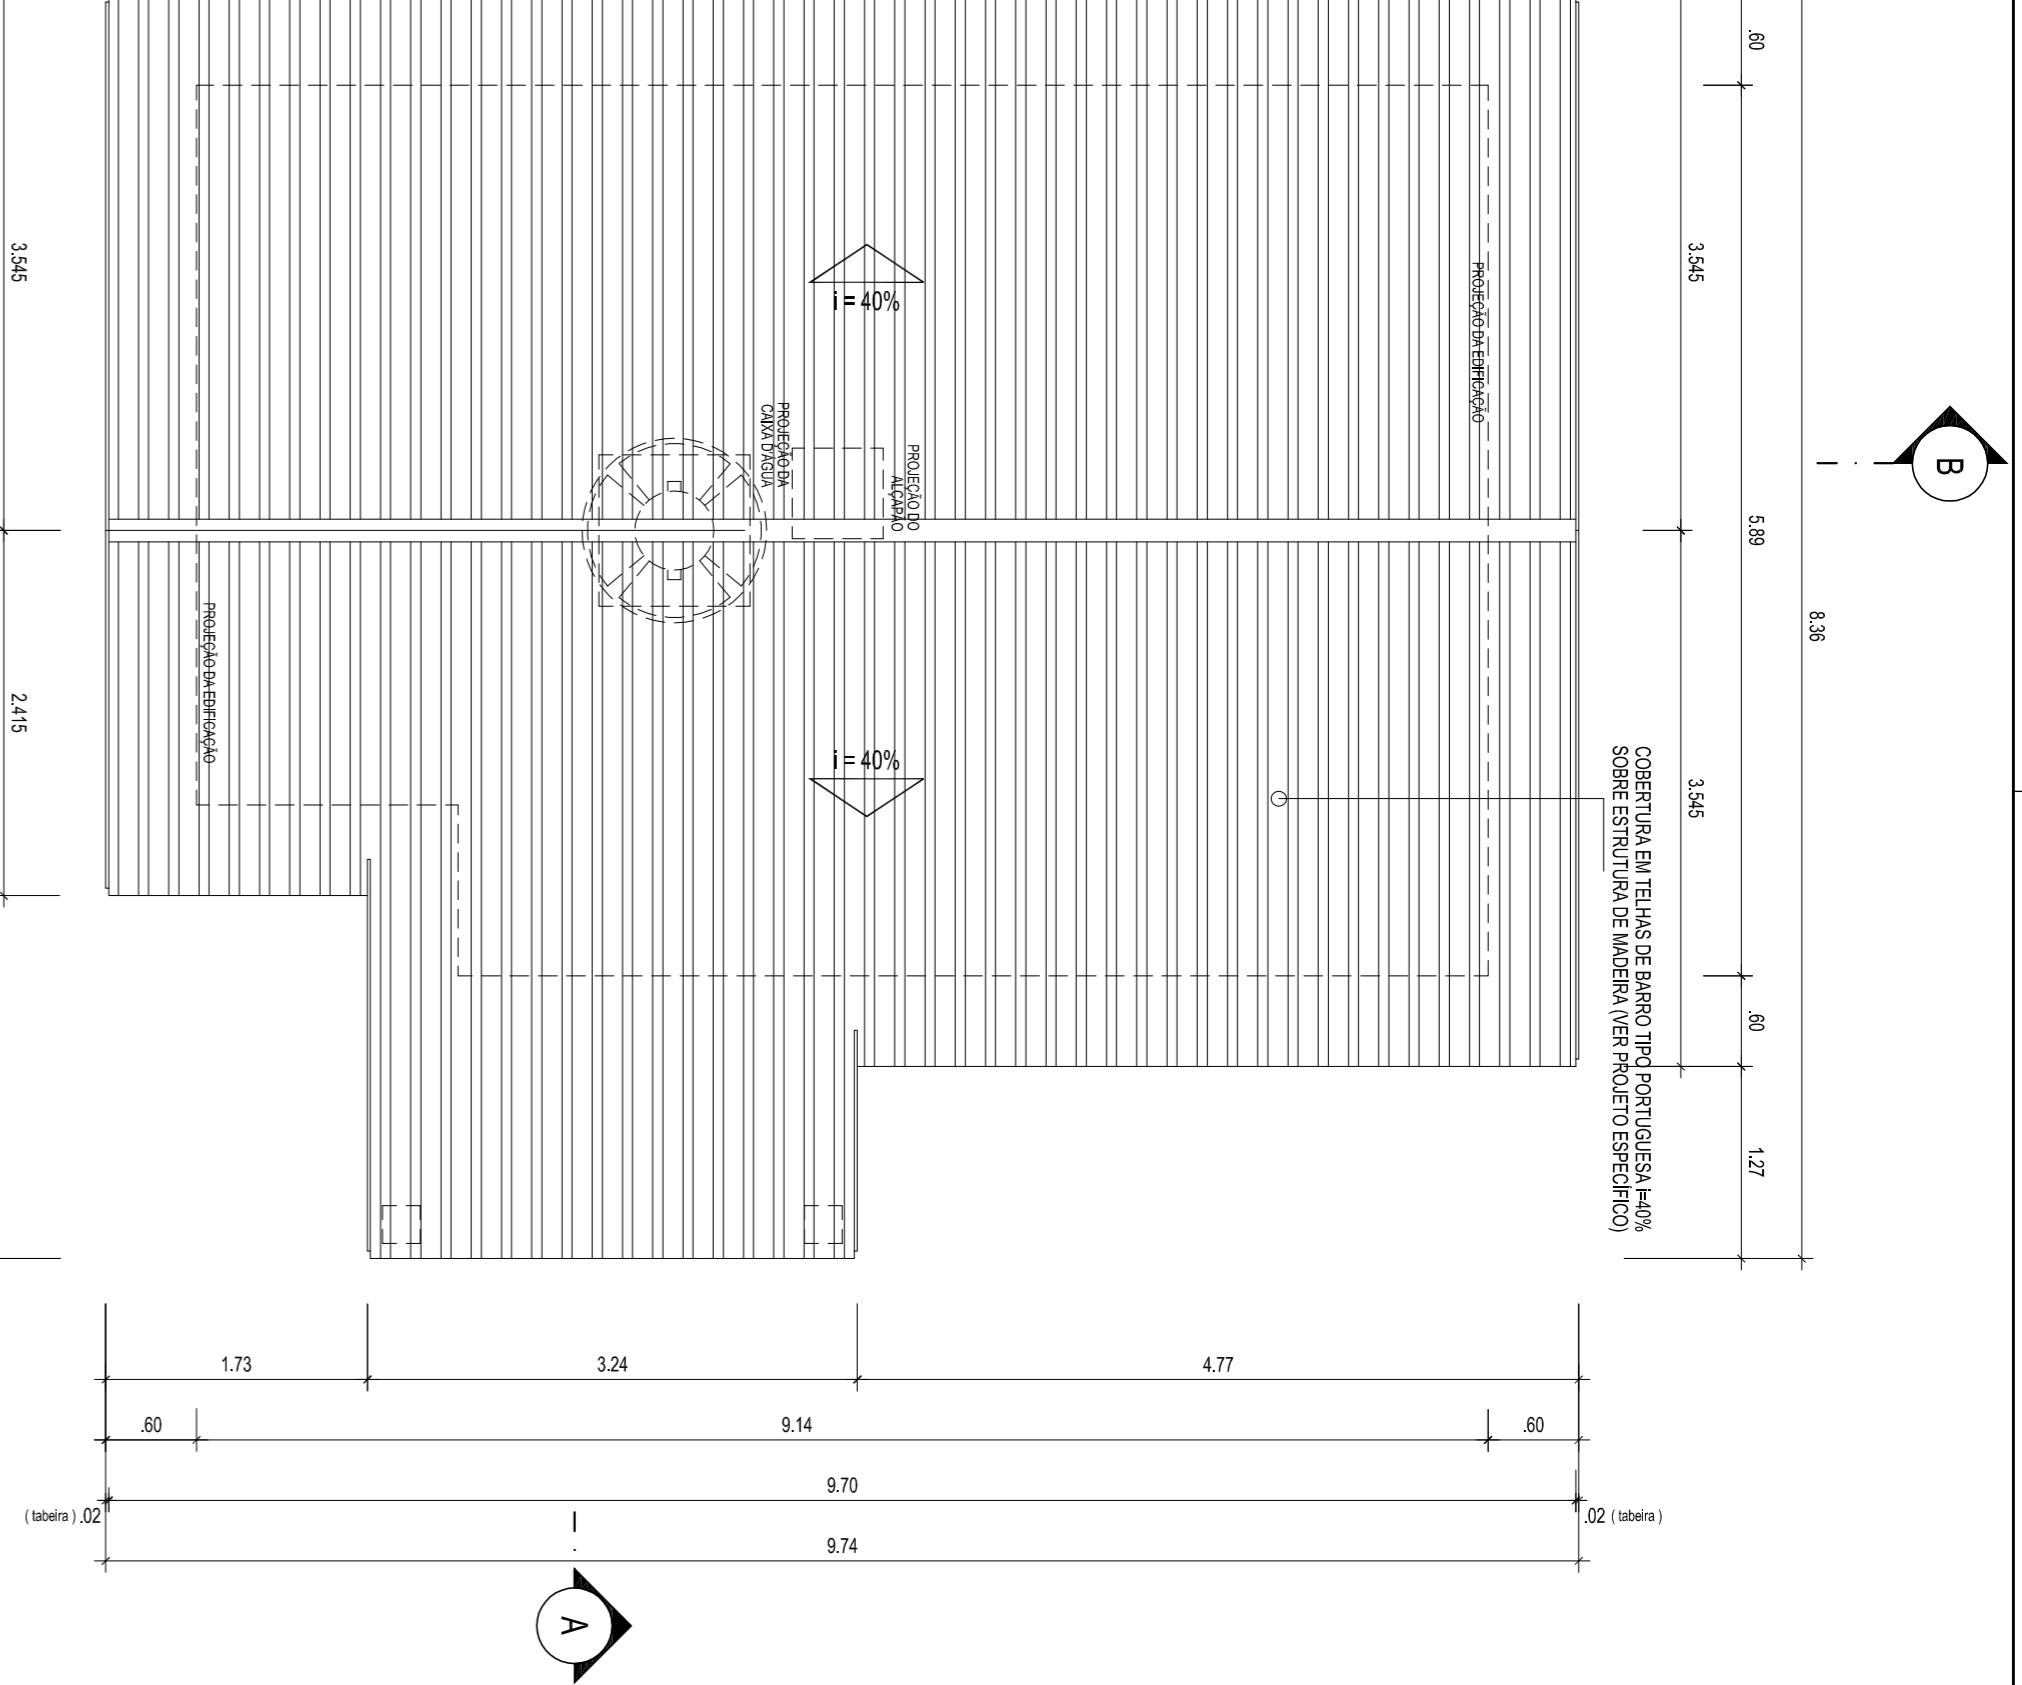 .60
3.545
3.545
PROJEÇÃO DA EDIFICAÇÃO
i = 40%
PROJEÇÃO DA
CAIXA D'ÁGUA
PROJEÇÃO DO
ALÇAPÃO
B
5.89
8.36
PROJEÇÃO DA EDIFICAÇÃO
2.415
i = 40%
3.545
COBERTURA EM TELHAS DE BARRO TIPO PORTUGUESA i=40%
SOBRE ESTRUTURA DE MADEIRA (VER PROJETO ESPECÍFICO)
.60
1.27
1.73
3.24
4.77
.60
9.14
.60
9.70
( tabeira ) .02
.02 ( tabeira )
9.74
A